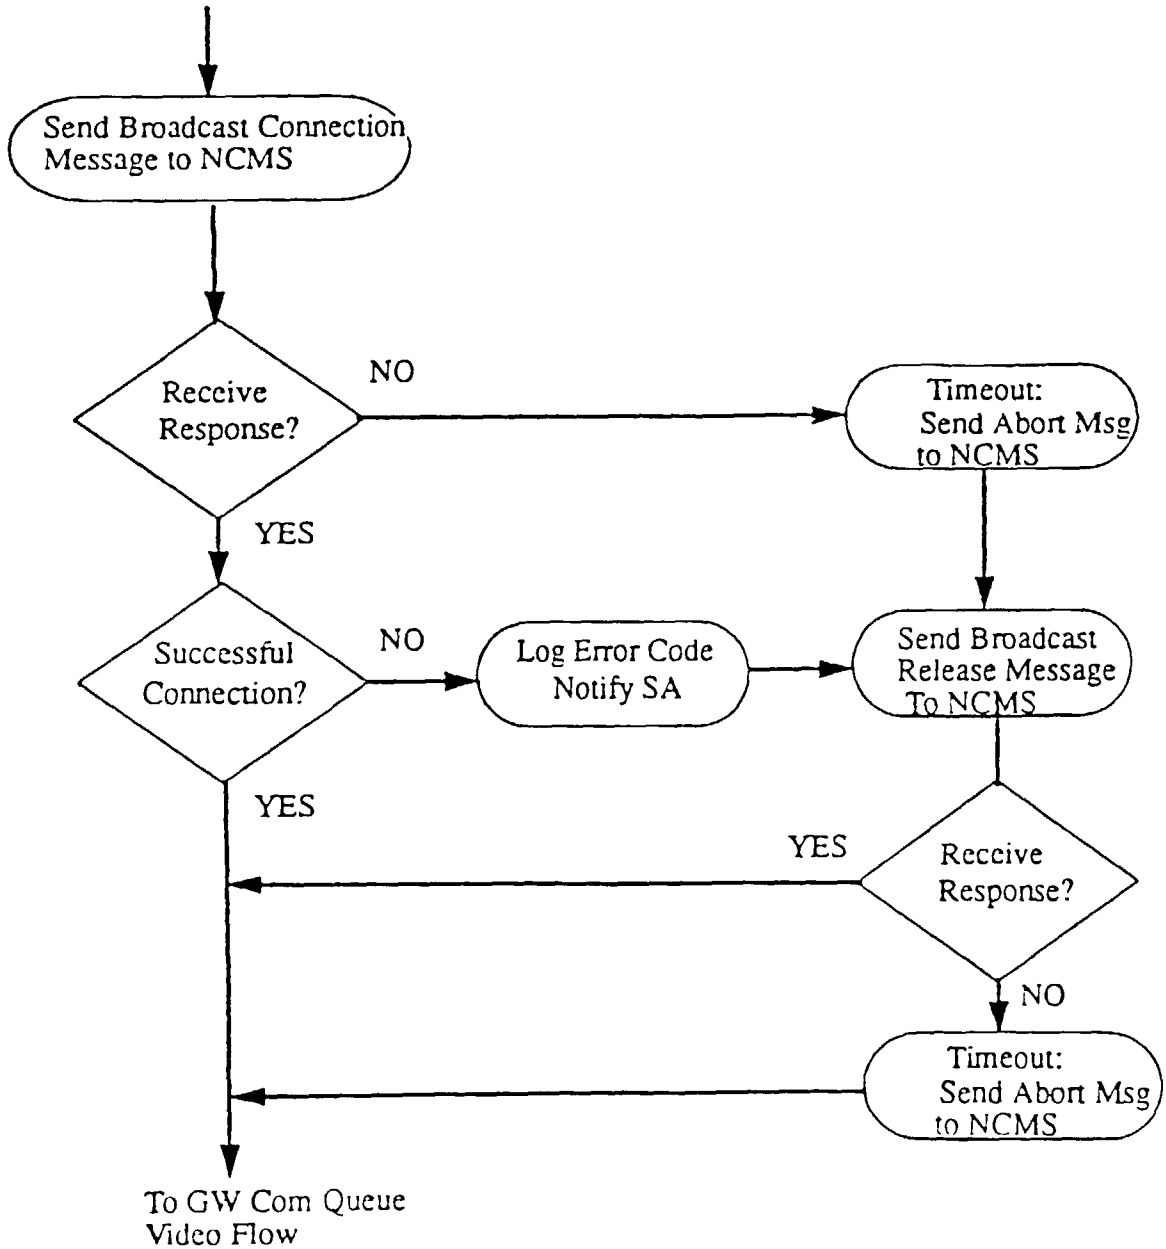 Send Broadcast Connection
Message to NCMS
Receive
Response?
NO
Timeout:
Send Abort Msg
to NCMS
YES
Successful
Connection?
NO
Log Error Code
Notify SA
Send Broadcast
Release Message
To NCMS
YES
YES
Receive
Response?
NO
Timeout:
Send Abort Msg
to NCMS
To GW Com Queue
Video Flow